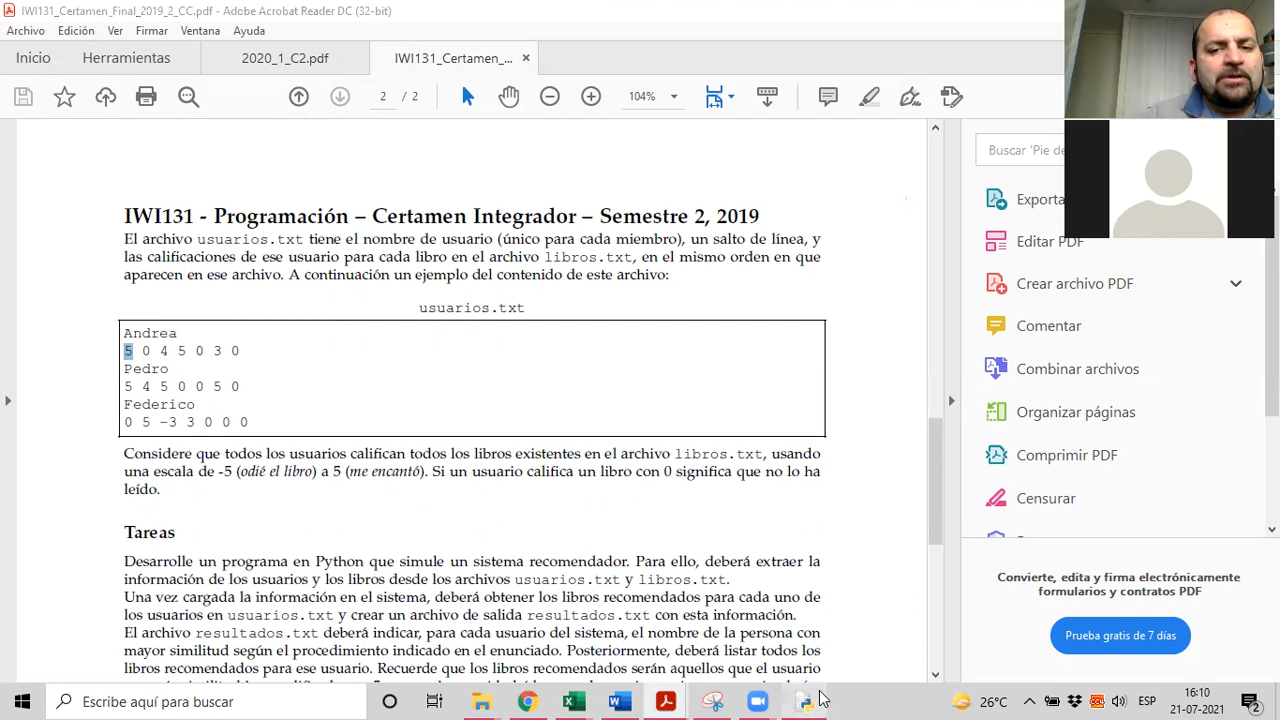 IWI131_Certamen_Final_2019_2_CC.pdf - Adobe Acrobat Reader DC (32-bit)
Archivo Edición Ver Firmar Ventana Ayuda
Inicio Herramientas 2020_1_C2.pdf IWI131_Certamen_... ×
2 / 2 104%
Buscar 'Pie de
IWI131 - Programación – Certamen Integrador – Semestre 2, 2019
El archivo usuarios.txt tiene el nombre de usuario (único para cada miembro), un salto de línea, y
las calificaciones de ese usuario para cada libro en el archivo libros.txt, en el mismo orden en que
aparecen en ese archivo. A continuación un ejemplo del contenido de este archivo:
usuarios.txt
Andrea
5 0 4 5 0 3 0
Pedro
5 4 5 0 0 5 0
Federico
0 5 -3 3 0 0 0
Considere que todos los usuarios califican todos los libros existentes en el archivo libros.txt, usando
una escala de -5 (odié el libro) a 5 (me encantó). Si un usuario califica un libro con 0 significa que no lo ha
leído.
Tareas
Desarrolle un programa en Python que simule un sistema recomendador. Para ello, deberá extraer la
información de los usuarios y los libros desde los archivos usuarios.txt y libros.txt.
Una vez cargada la información en el sistema, deberá obtener los libros recomendados para cada uno de
los usuarios en usuarios.txt y crear un archivo de salida resultados.txt con esta información.
El archivo resultados.txt deberá indicar, para cada usuario del sistema, el nombre de la persona con
mayor similitud según el procedimiento indicado en el enunciado. Posteriormente, deberá listar todos los
libros recomendados para ese usuario. Recuerde que los libros recomendados serán aquellos que el usuario
Exporta
Editar PDF
Crear archivo PDF
Comentar
Combinar archivos
Organizar páginas
Comprimir PDF
Censurar
Convierte, edita y firma electrónicamente
formularios y contratos PDF
Prueba gratis de 7 días
Escribe aquí para buscar
26°C ESP 16:10
21-07-2021
2